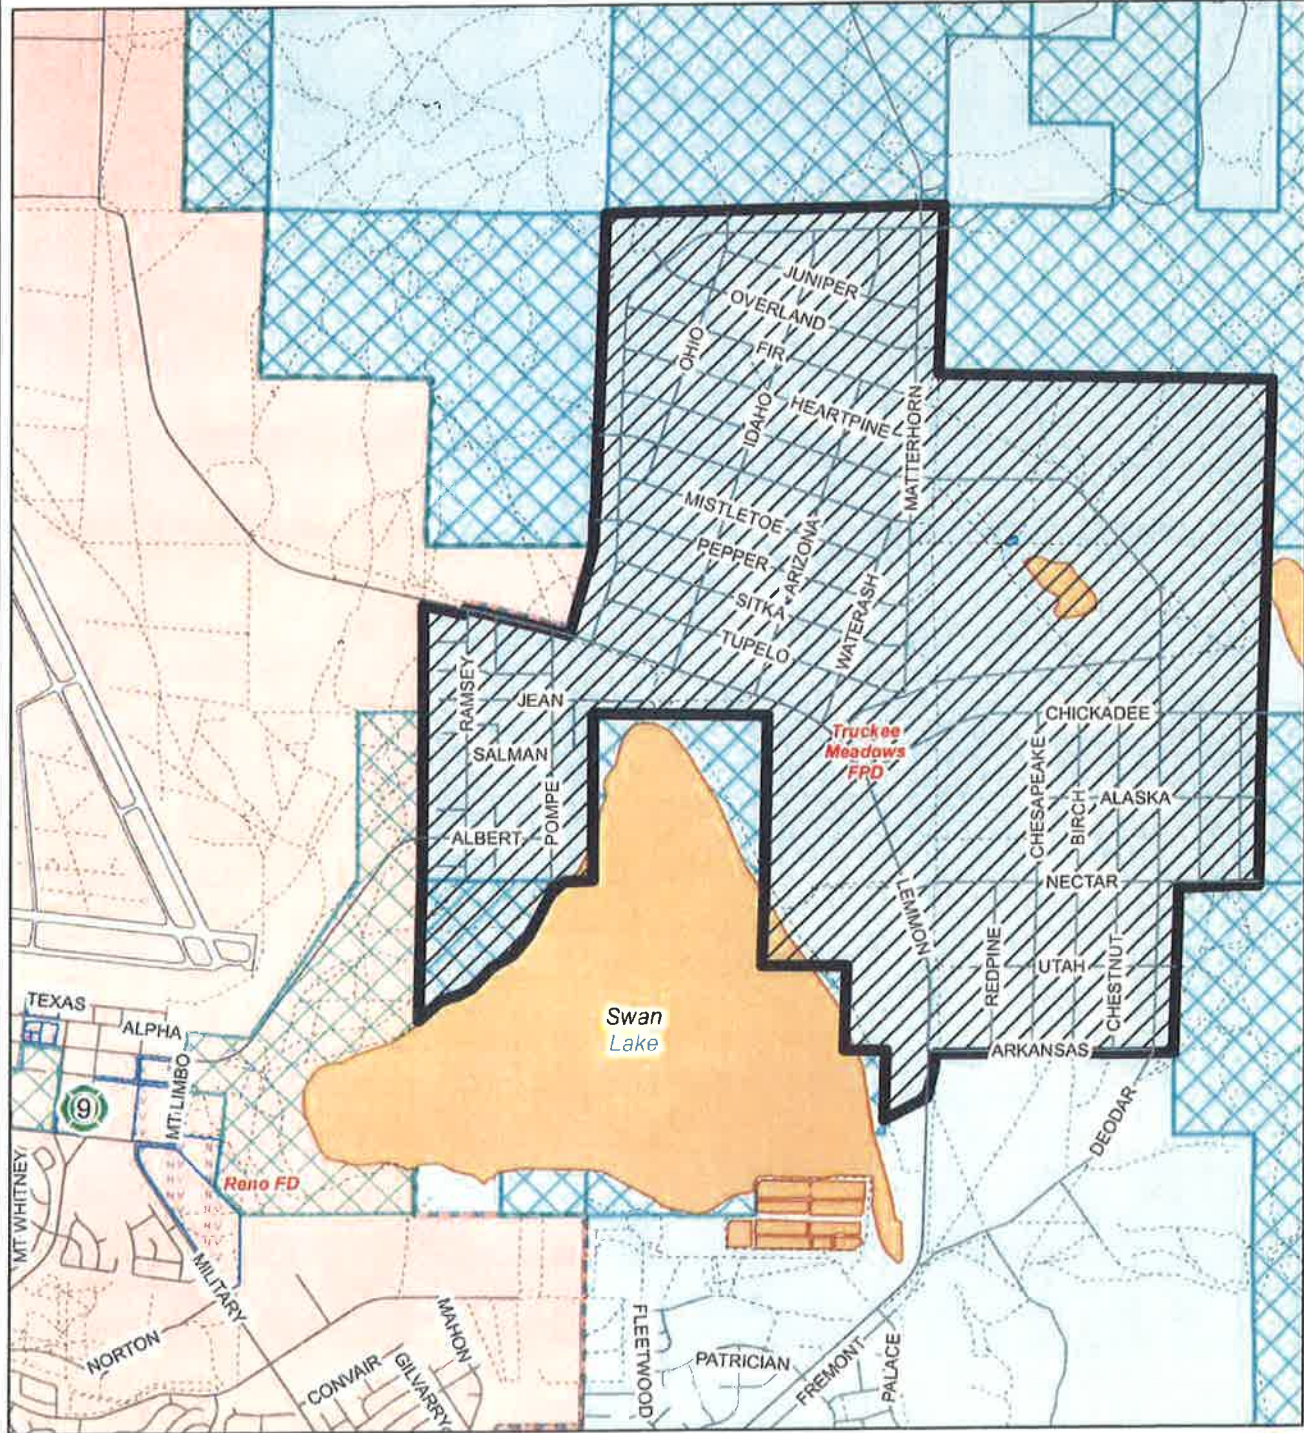 JUNIPER
OVERLAND
OHIO
FIR
IDAHO
HEARTPINE
MATTERHORN
MISTLETOE
ARIZONA
PEPPER
SITKA
WATERASH
TUPELO
RAMSEY
JEAN
SALMAN
POMPE
ALBERT
Truckee
Meadows
FPD
CHICKADEE
CHESAPEAKE
BIRCH
ALASKA
NECTAR
LEMMON
REDPINE
UTAH
CHESTNUT
ARKANSAS
Swan
Lake
TEXAS
ALPHA
MT LIMBO
9
Reno FD
MT WHITNEY
MILITARY
NORTON
CONVAIR
GILVARRY
MAHON
FLEETWOOD
PATRICIAN
FREMONT
PALACE
DEODAR